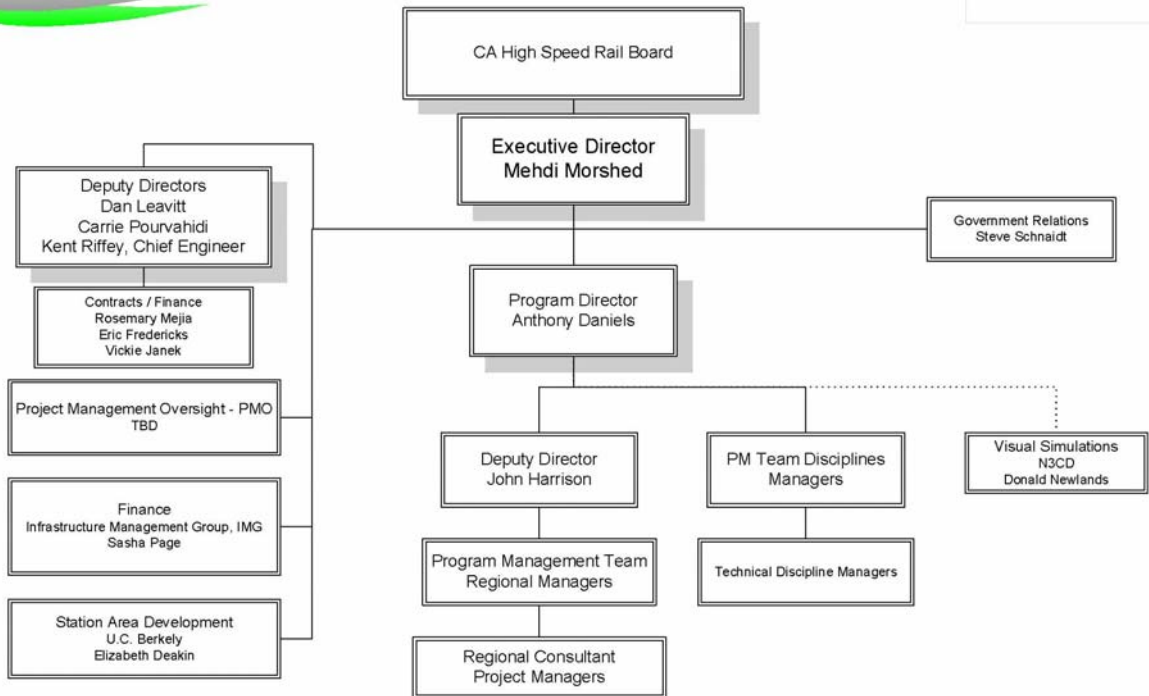 CA High Speed Rail Board
Executive Director
Mehdi Morshed
Deputy Directors
Dan Leavitt
Carrie Pourvahidi
Kent Riffey, Chief Engineer
Government Relations
Steve Schnaidt
Contracts / Finance
Rosemary Mejia
Eric Fredericks
Vickie Janek
Program Director
Anthony Daniels
Project Management Oversight - PMO
TBD
Deputy Director
John Harrison
PM Team Disciplines
Managers
Visual Simulations
N3CD
Donald Newlands
Finance
Infrastructure Management Group, IMG
Sasha Page
Program Management Team
Regional Managers
Technical Discipline Managers
Station Area Development
U.C. Berkely
Elizabeth Deakin
Regional Consultant
Project Managers